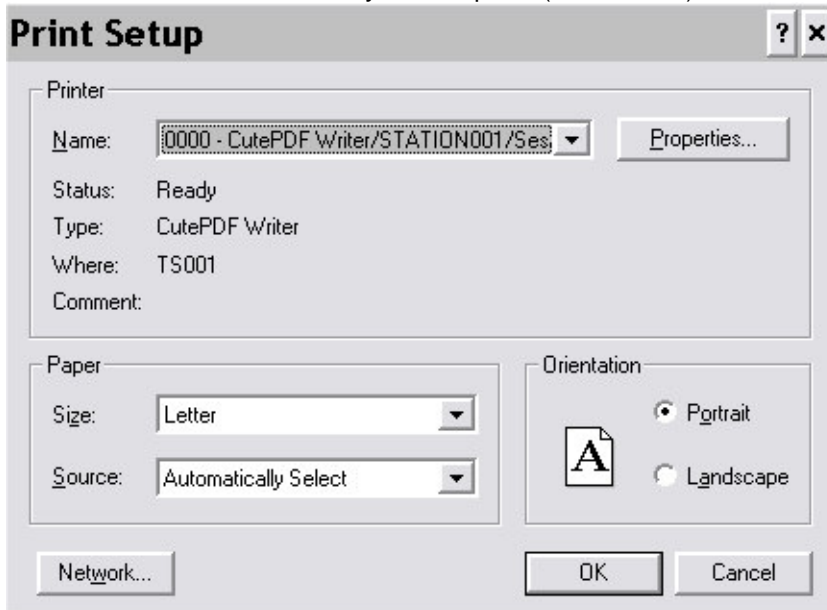 Print Setup ? ×
Printer
Name: 0000 - CutePDF Writer/STATION001/Ses Properties...
Status: Ready
Type: CutePDF Writer
Where: TS001
Comment:
Paper
Size: Letter
Source: Automatically Select
Orientation
A
Portrait
Landscape
Network... OK Cancel